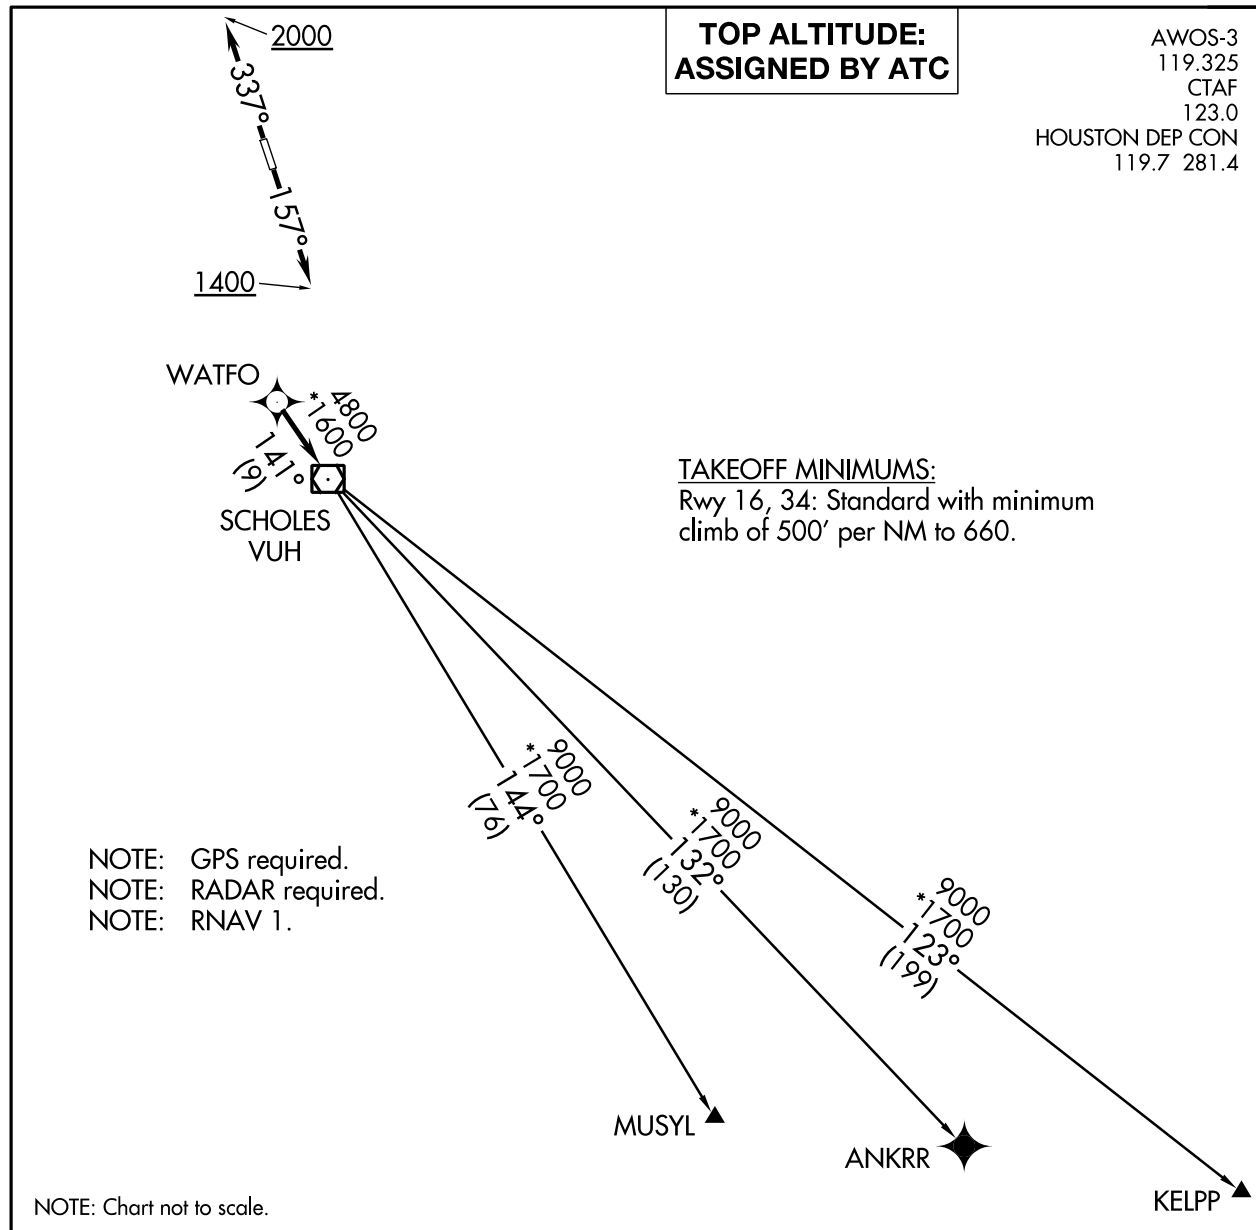 TOP ALTITUDE:
ASSIGNED BY ATC
AWOS-3
119.325
CTAF
123.0
HOUSTON DEP CON
119.7 281.4
2000
337°
157°
1400
WATFO
4800
*1600
141°
(9)
SCHOLES
VUH
TAKEOFF MINIMUMS:
Rwy 16, 34: Standard with minimum
climb of 500' per NM to 660.
9000
*1700
144°
(76)
9000
*1700
132°
(130)
9000
*1700
123°
(199)
NOTE: GPS required.
NOTE: RADAR required.
NOTE: RNAV 1.
MUSYL
ANKRR
KELPP
NOTE: Chart not to scale.